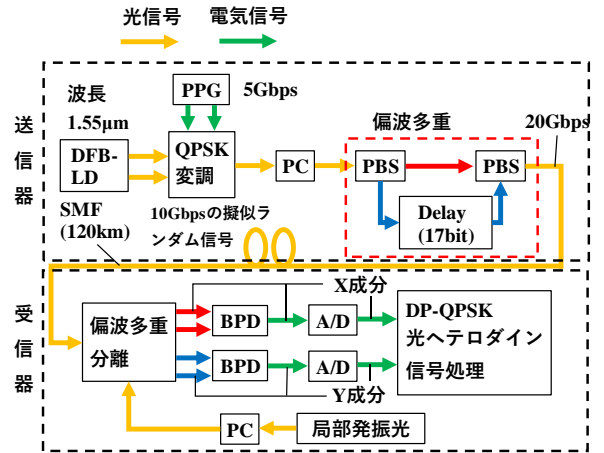 光信号
電気信号
送信器
波長
1.55μm
DFB-
LD
PPG
5Gbps
QPSK
変調
PC
偏波多重
PBS
PBS
Delay
(17bit)
20Gbps
SMF
(120km)
10Gbpsの擬似ラ
ンダム信号
受信器
偏波多重
分離
X成分
BPD
A/D
BPD
A/D
Y成分
DP-QPSK
光ヘテロダイン
信号処理
PC
局部発振光